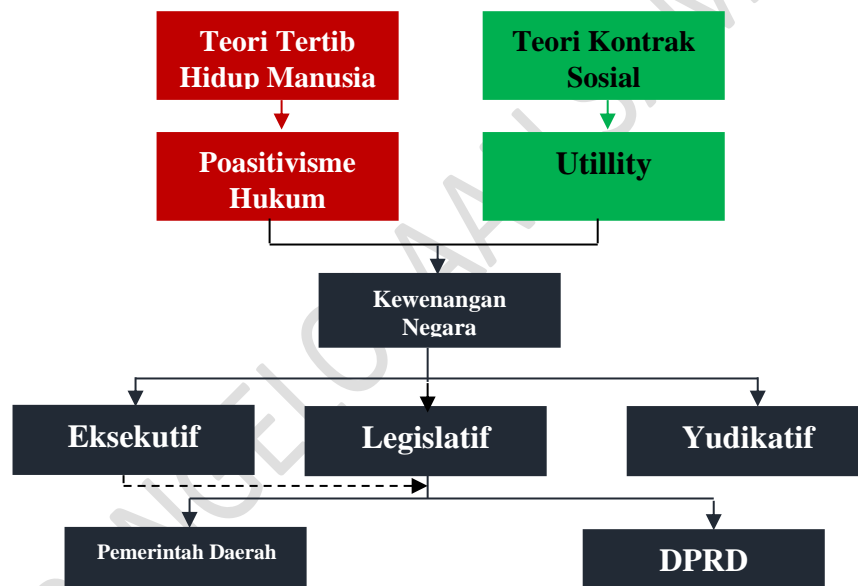 Teori Tertib
Hidup Manusia
Teori Kontrak
Sosial
Poasitivisme
Hukum
Utillity
Kewenangan
Negara
Eksekutif
Legislatif
Yudikatif
Pemerintah Daerah
DPRD